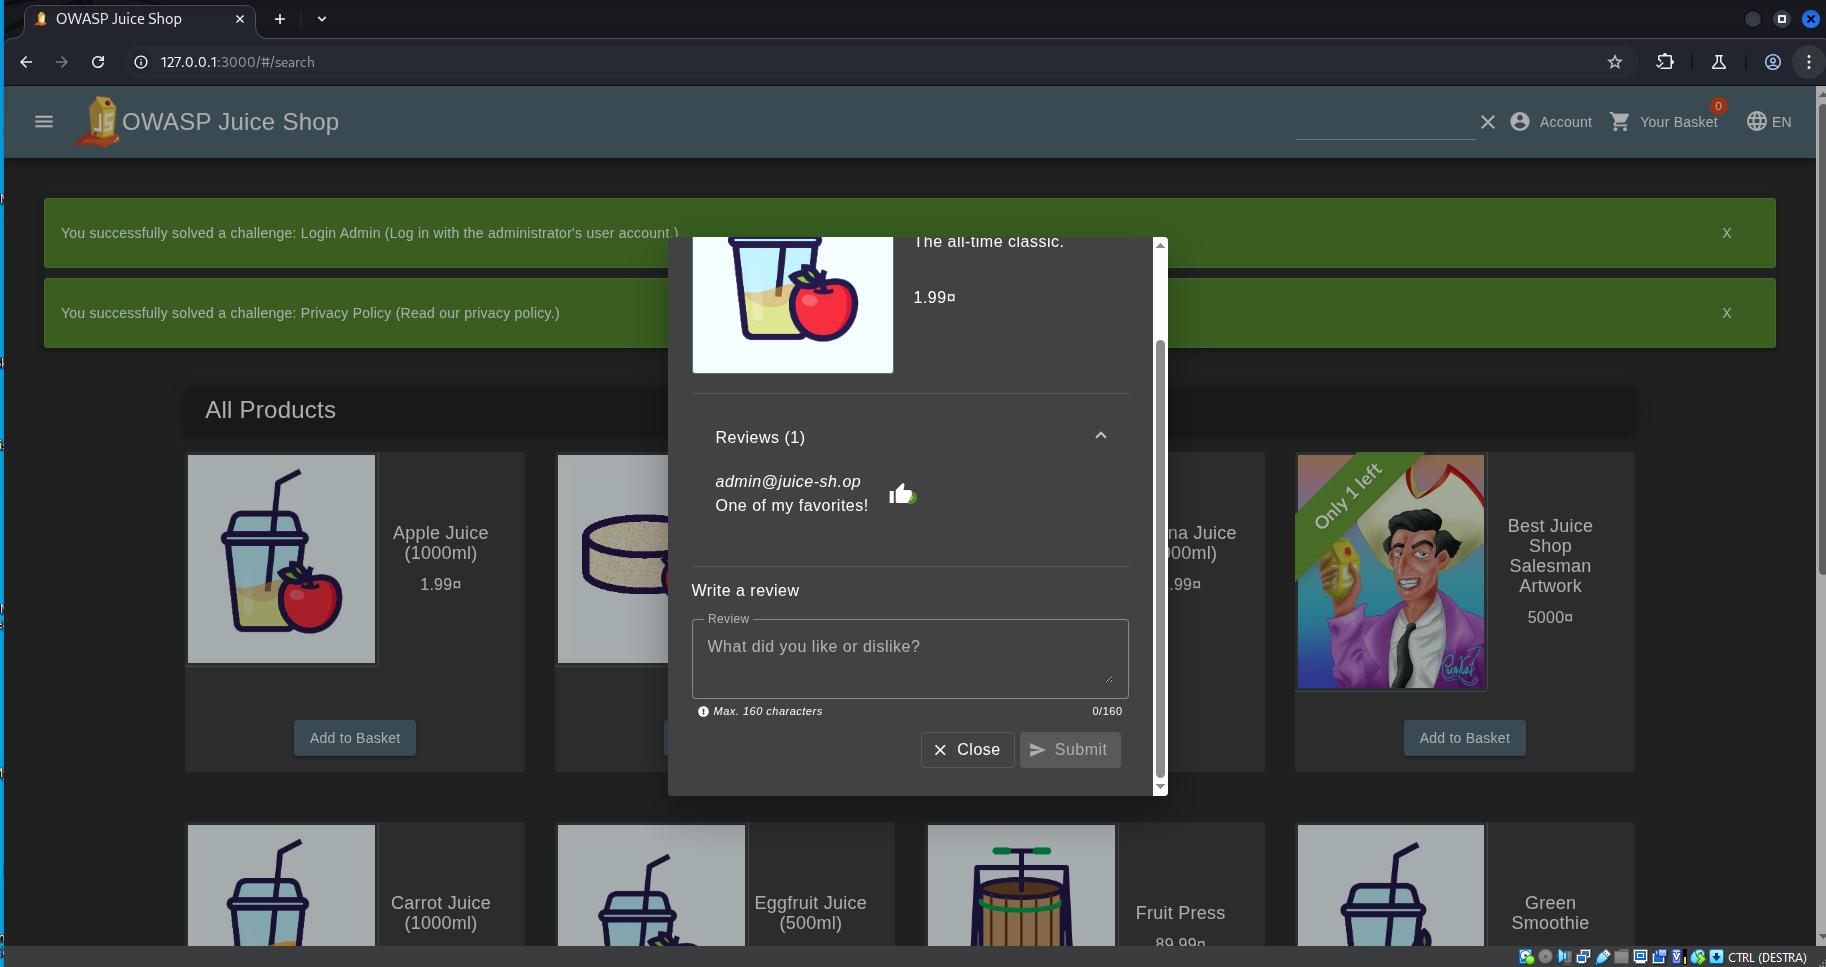 OWASP Juice Shop
127.0.0.1:3000/#/search
OWASP Juice Shop
Account
0
Your Basket
EN
You successfully solved a challenge: Login Admin (Log in with the administrator's user account.)
X
You successfully solved a challenge: Privacy Policy (Read our privacy policy.)
X
The all-time classic.
1.99¤
Reviews (1)
admin@juice-sh.op
One of my favorites!
Write a review
Review
What did you like or dislike?
Max. 160 characters
0/160
Close
Submit
All Products
Apple Juice
(1000ml)
1.99¤
Add to Basket
na Juice
00ml)
.99¤
Only 1 left
Best Juice
Shop
Salesman
Artwork
5000¤
Add to Basket
Carrot Juice
(1000ml)
Eggfruit Juice
(500ml)
Fruit Press
89.99¤
Green
Smoothie
CTRL (DESTRA)